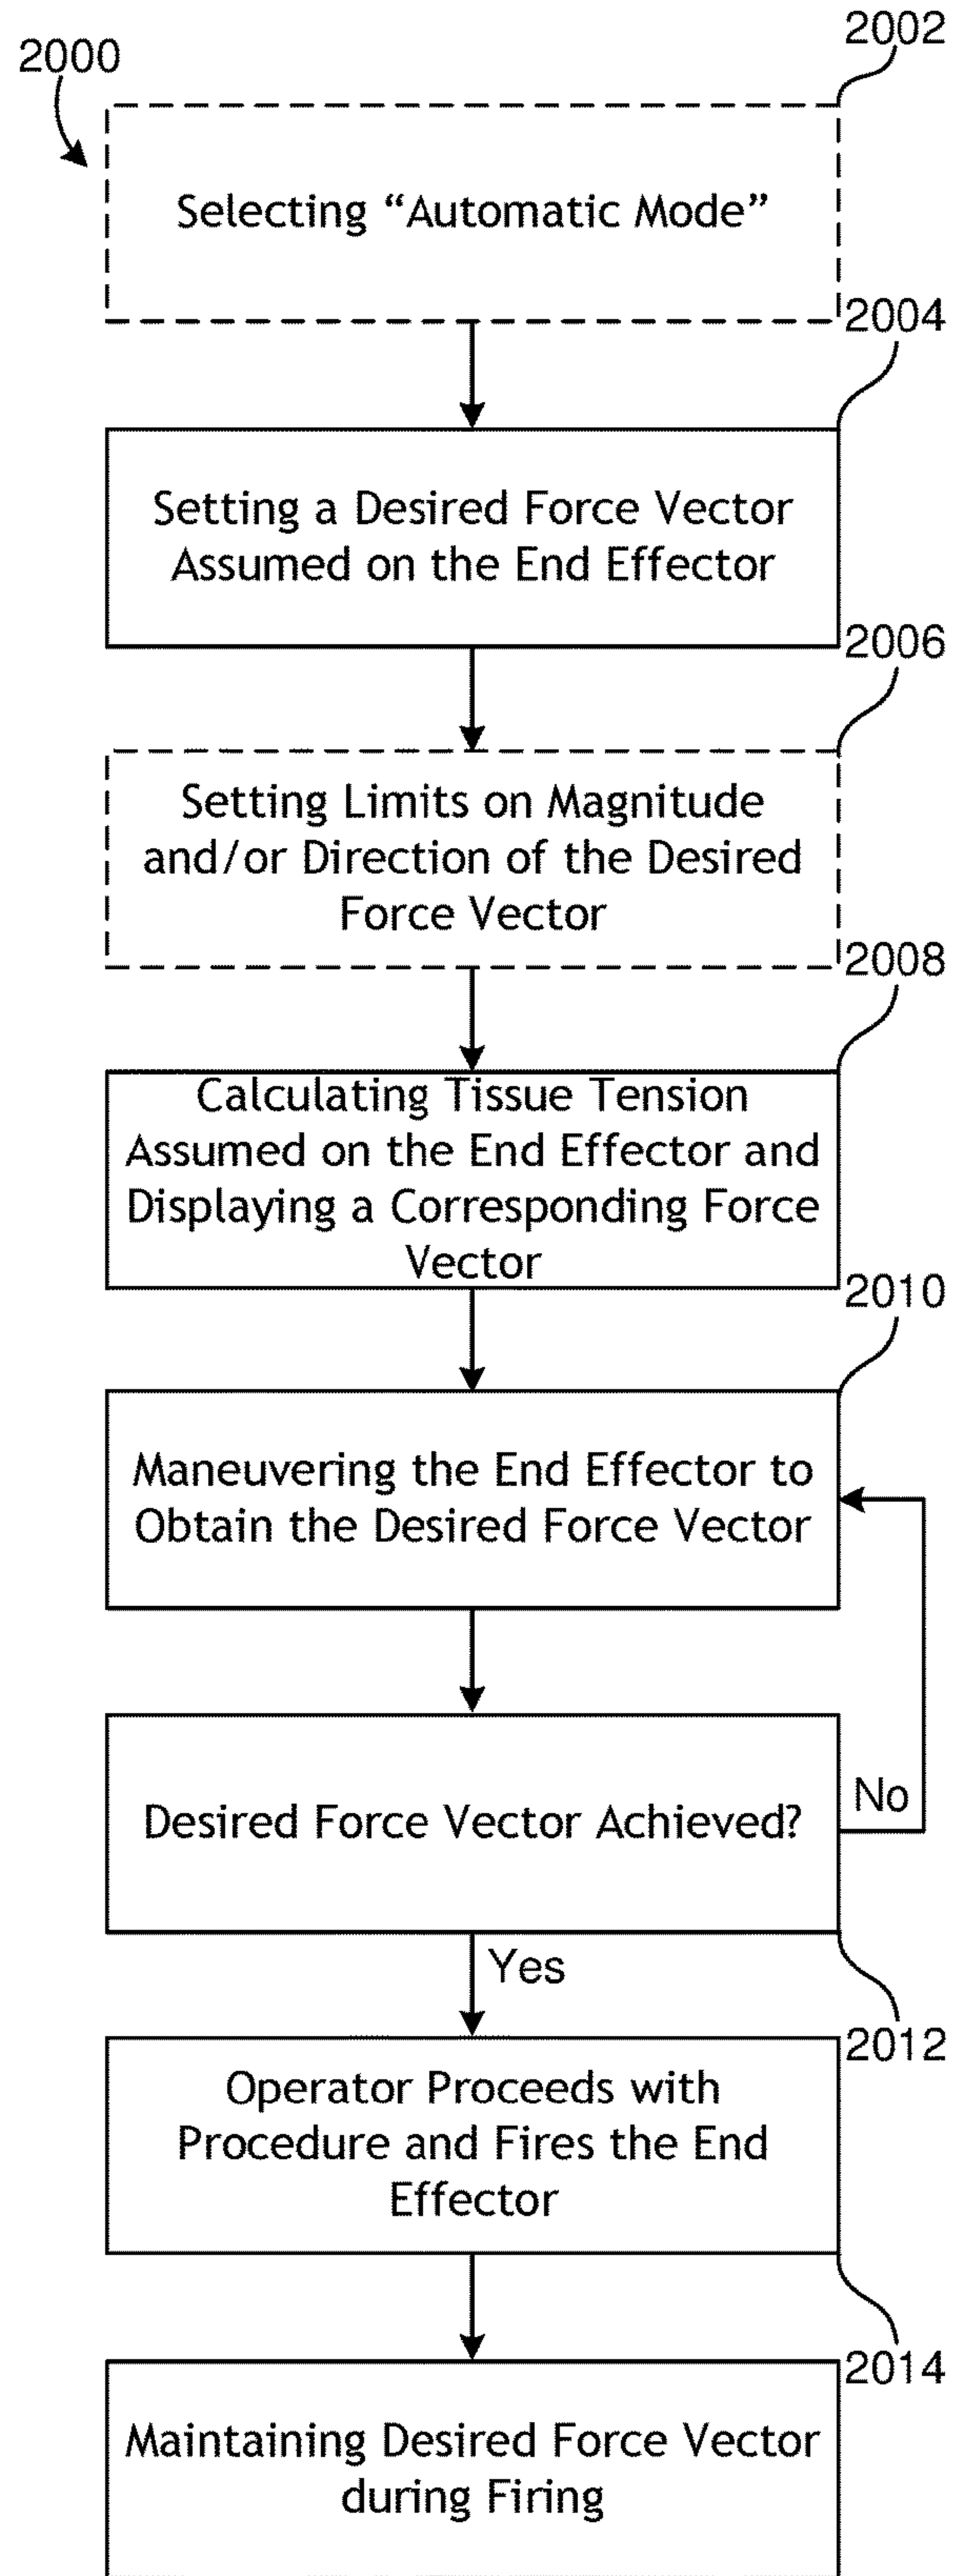 2000
2002
Selecting “Automatic Mode”
2004
Setting a Desired Force Vector
Assumed on the End Effector
2006
Setting Limits on Magnitude
and/or Direction of the Desired
Force Vector
2008
Calculating Tissue Tension
Assumed on the End Effector and
Displaying a Corresponding Force
Vector
2010
Maneuvering the End Effector to
Obtain the Desired Force Vector
Desired Force Vector Achieved?
No
Yes
2012
Operator Proceeds with
Procedure and Fires the End
Effector
2014
Maintaining Desired Force Vector
during Firing